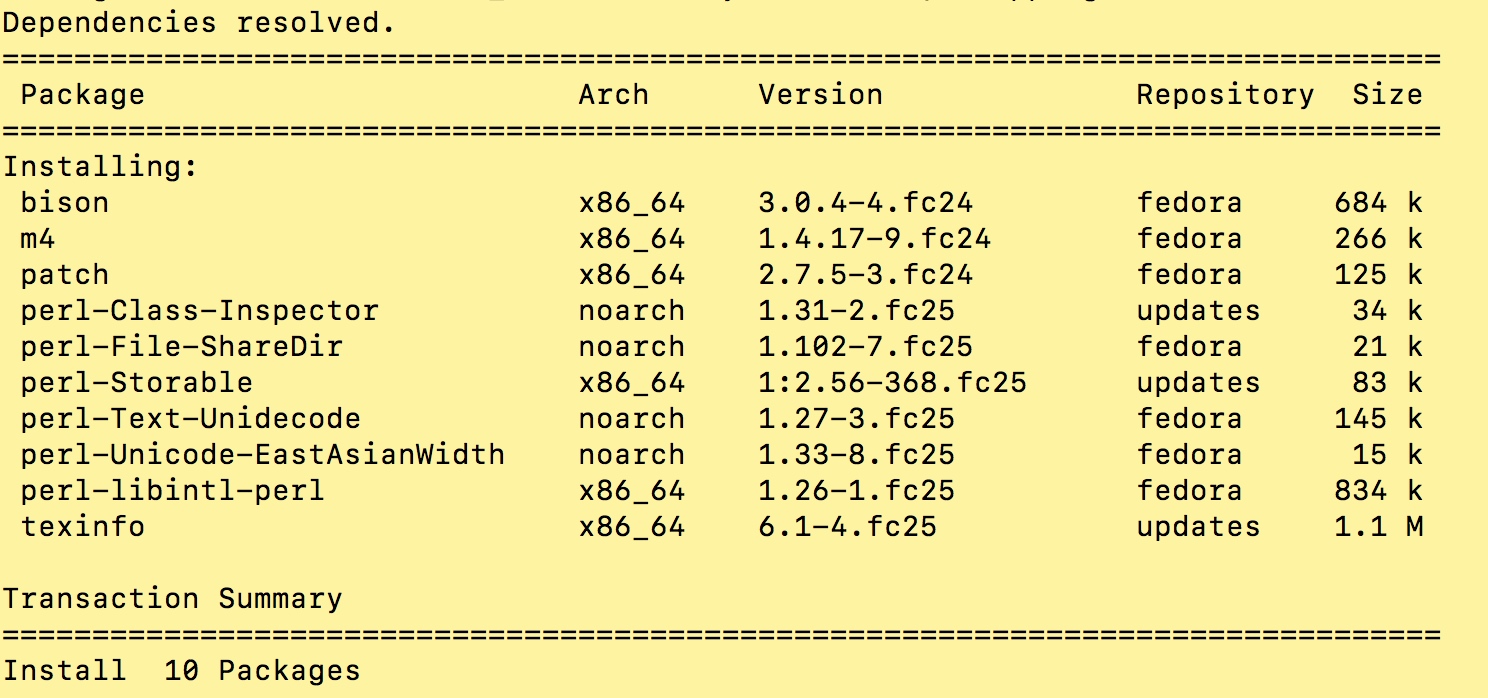 Dependencies resolved.
================================================================================
 Package                        Arch      Version              Repository  Size
================================================================================
Installing:
 bison                          x86_64    3.0.4-4.fc24         fedora     684 k
 m4                             x86_64    1.4.17-9.fc24        fedora     266 k
 patch                          x86_64    2.7.5-3.fc24         fedora     125 k
 perl-Class-Inspector           noarch    1.31-2.fc25          updates     34 k
 perl-File-ShareDir             noarch    1.102-7.fc25         fedora      21 k
 perl-Storable                  x86_64    1:2.56-368.fc25      updates     83 k
 perl-Text-Unidecode            noarch    1.27-3.fc25          fedora     145 k
 perl-Unicode-EastAsianWidth    noarch    1.33-8.fc25          fedora      15 k
 perl-libintl-perl              x86_64    1.26-1.fc25          fedora     834 k
 texinfo                        x86_64    6.1-4.fc25           updates    1.1 M

Transaction Summary
================================================================================
Install  10 Packages